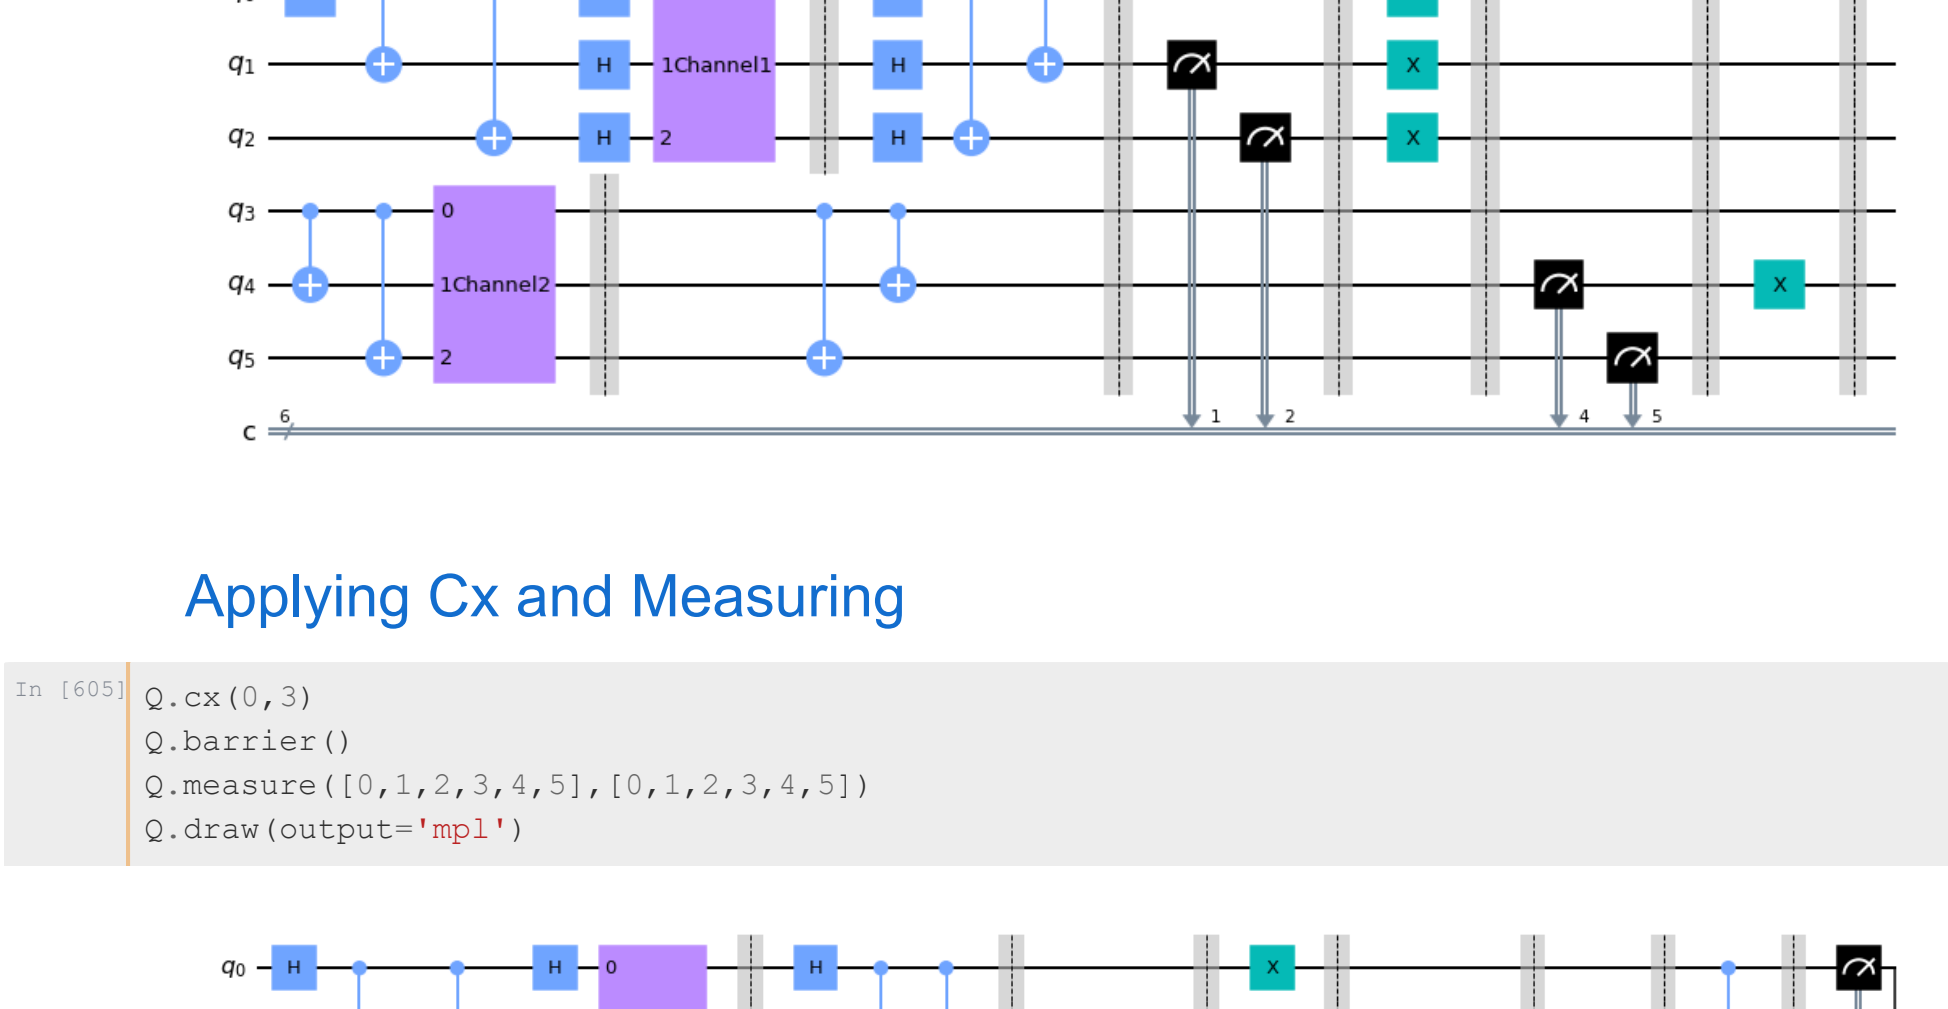 q1 H 1Channel1 H X
q2 H 2 H X
q3 0
q4 1Channel2 X
q5 2
6 1 2 4 5
c
Applying Cx and Measuring
In [605] Q.cx(0,3)
Q.barrier()
Q.measure([0,1,2,3,4,5],[0,1,2,3,4,5])
Q.draw(output='mpl')
q0 H H 0 H X